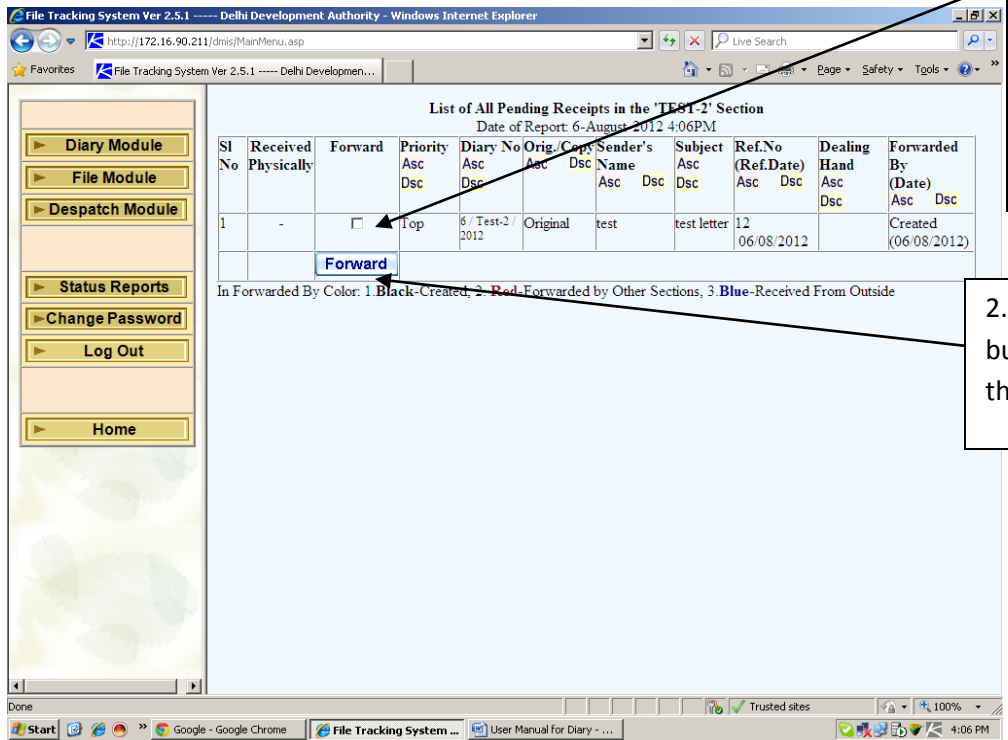 File Tracking System Ver 2.5.1 ----- Delhi Development Authority - Windows Internet Explorer
http://172.16.90.211/dmis/MainMenu.asp
Live Search
Favorites
File Tracking System Ver 2.5.1 ----- Delhi Developmen...
Page
Safety
Tools
Diary Module
File Module
Despatch Module
Status Reports
Change Password
Log Out
Home
List of All Pending Receipts in the 'TEST-2' Section
Date of Report: 6-August-2012 4:06PM
Sl No
Received Physically
Forward
Priority Asc Dsc
Diary No Asc Dsc
Orig./Copy Asc Dsc
Sender's Name Asc Dsc
Subject Asc Dsc
Ref.No (Ref.Date) Asc Dsc
Dealing Hand Asc Dsc
Forwarded By (Date) Asc Dsc
1 - Top 6 / Test-2 / 2012 Original test test letter 12 06/08/2012 Created (06/08/2012)
Forward
In Forwarded By Color: 1.Black-Created, 2. Red-Forwarded by Other Sections, 3.Blue-Received From Outside
2.
bu
th
Done
Trusted sites
100%
Start
Google - Google Chrome
File Tracking System ...
User Manual for Diary - ...
4:06 PM